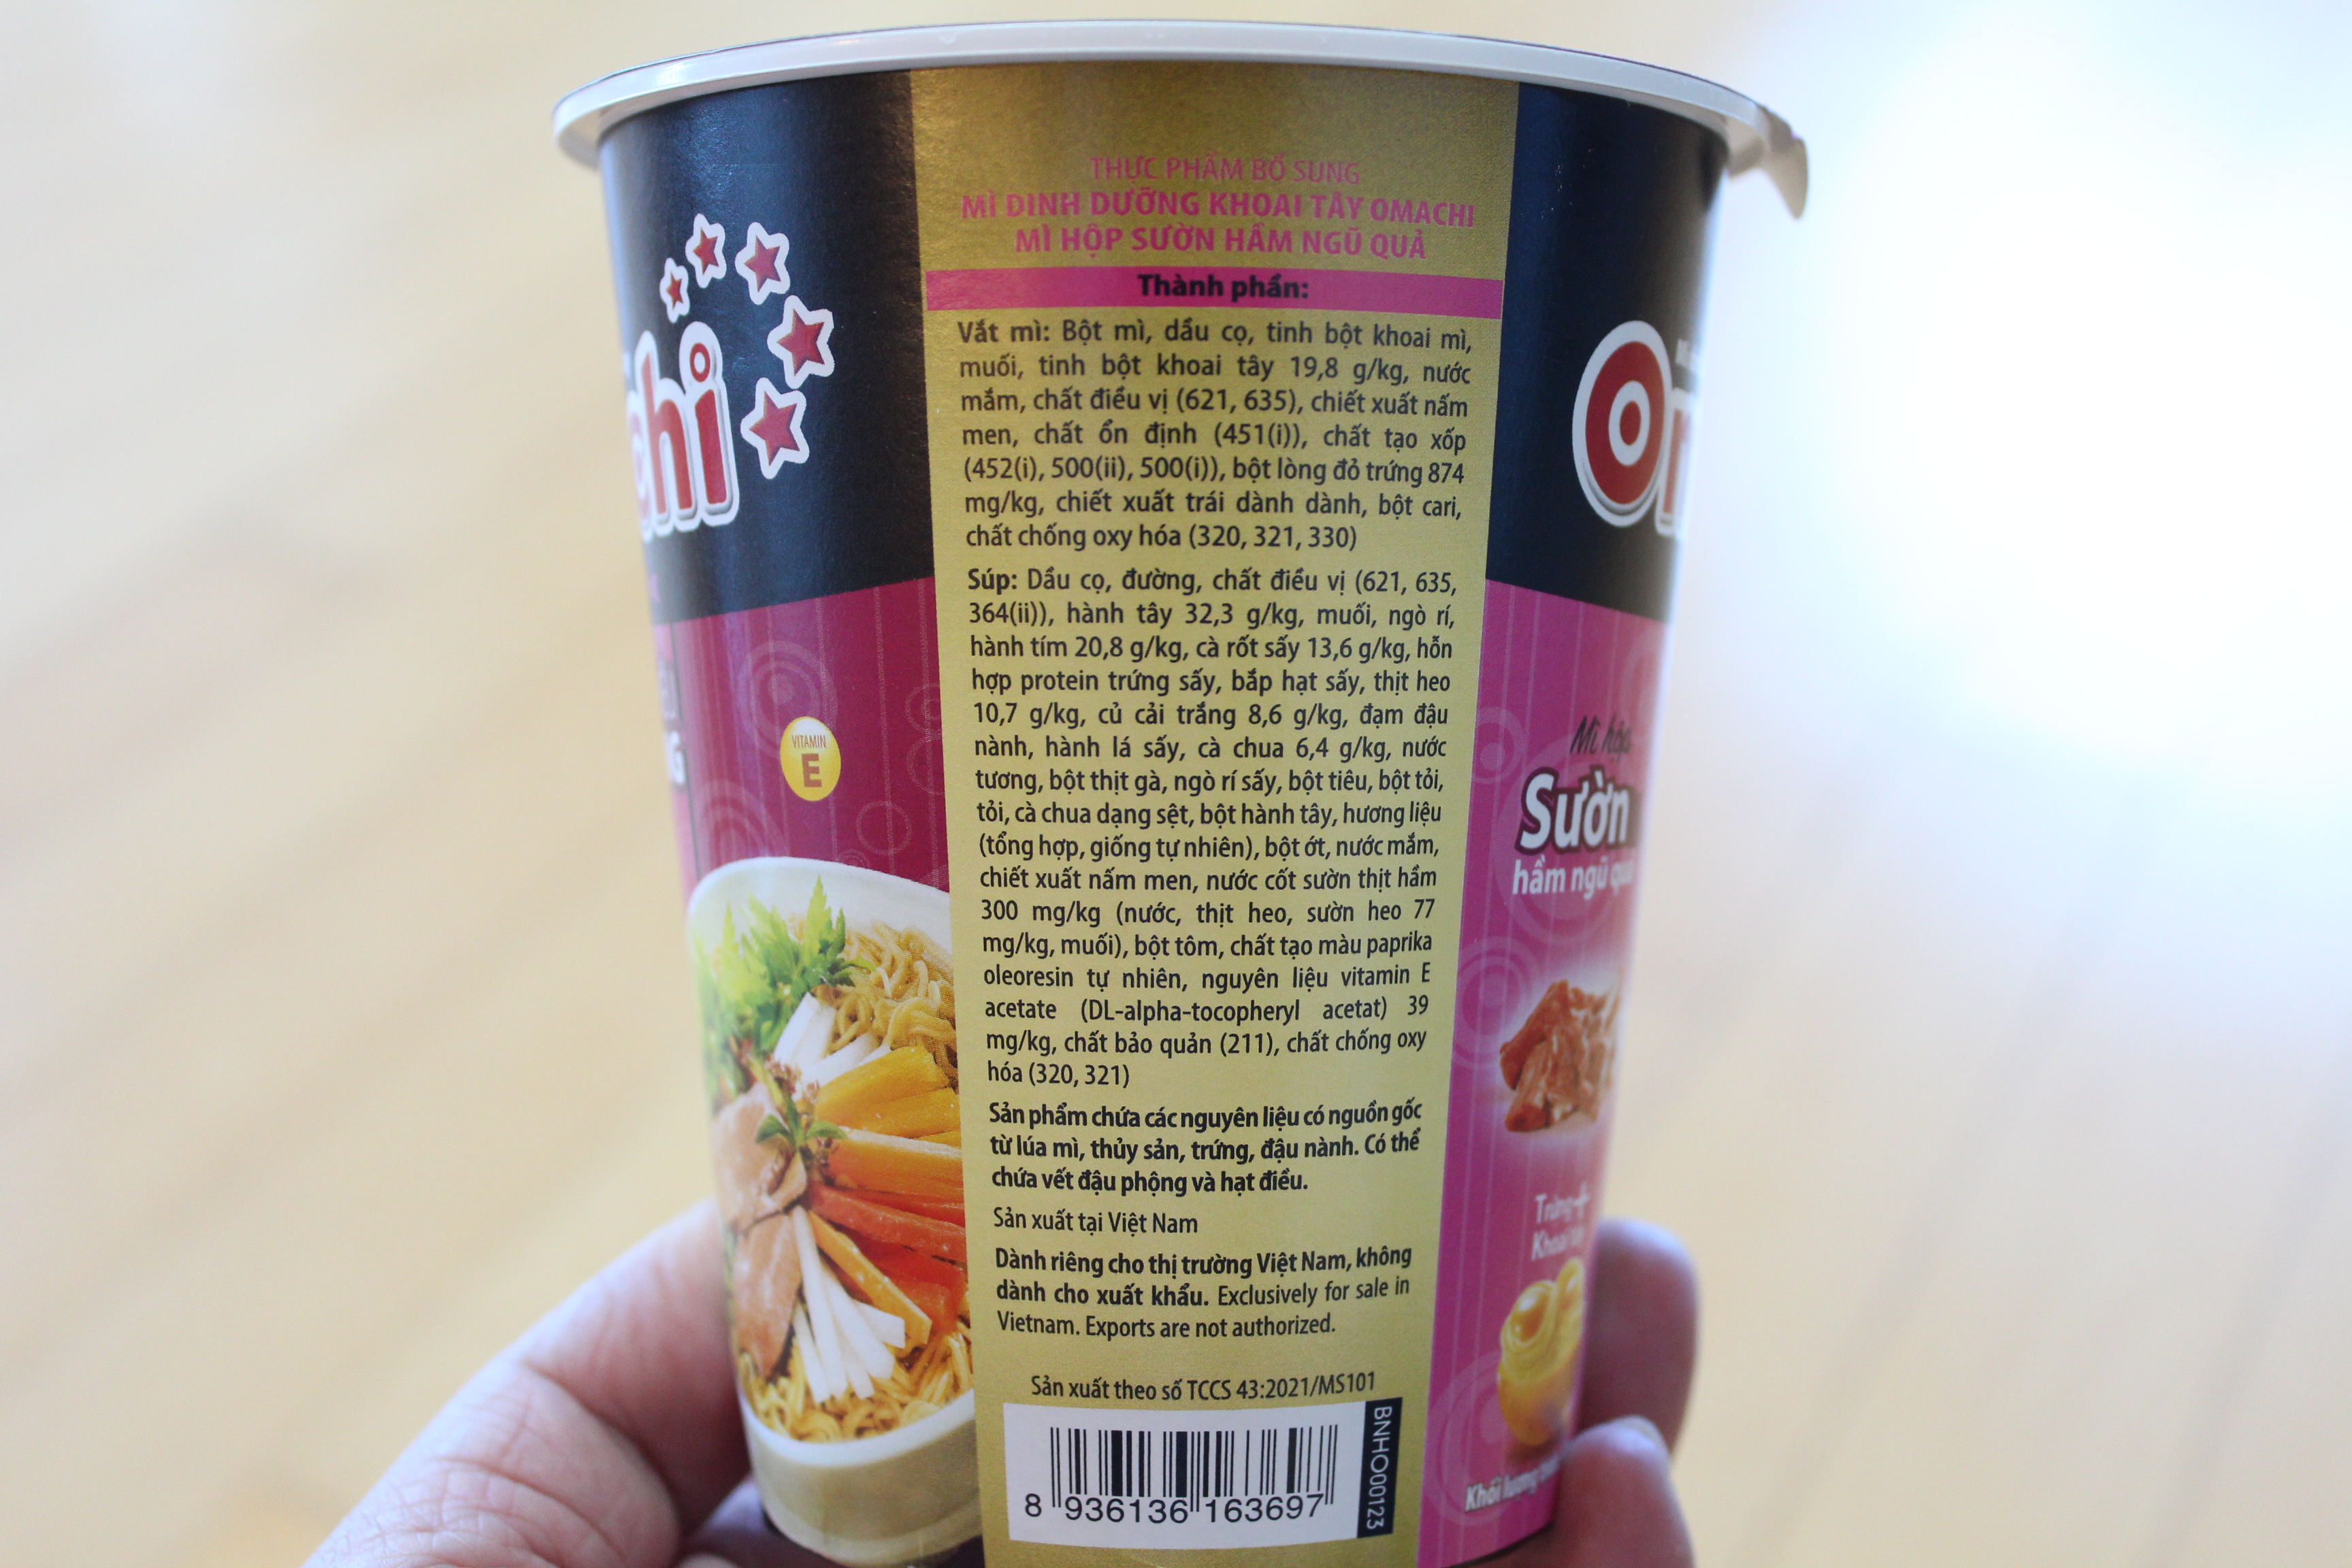 THỰC PHẨM BỔ SUNG
MÌ DINH DƯỠNG KHOAI TÂY OMACHI
MÌ HỘP SƯỜN HẦM NGŨ QUẢ
Thành phần:
Vắt mì: Bột mì, dầu cọ, tinh bột khoai mì,
muối, tinh bột khoai tây 19,8 g/kg, nước
mắm, chất điều vị (621, 635), chiết xuất nấm
men, chất ổn định (451(i)), chất tạo xốp
(452(i), 500(ii), 500(i)), bột lòng đỏ trứng 874
mg/kg, chiết xuất trái dành dành, bột cari,
chất chống oxy hóa (320, 321, 330)
Súp: Dầu cọ, đường, chất điều vị (621, 635,
364(ii)), hành tây 32,3 g/kg, muối, ngò rí,
hành tím 20,8 g/kg, cà rốt sấy 13,6 g/kg, hỗn
hợp protein trứng sấy, bắp hạt sấy, thịt heo
10,7 g/kg, củ cải trắng 8,6 g/kg, đạm đậu
nành, hành lá sấy, cà chua 6,4 g/kg, nước
tương, bột thịt gà, ngò rí sấy, bột tiêu, bột tỏi,
tỏi, cà chua dạng sệt, bột hành tây, hương liệu
(tổng hợp, giống tự nhiên), bột ớt, nước mắm,
chiết xuất nấm men, nước cốt sườn thịt hầm
300 mg/kg (nước, thịt heo, sườn heo 77
mg/kg, muối), bột tôm, chất tạo màu paprika
oleoresin tự nhiên, nguyên liệu vitamin E
acetate (DL-alpha-tocopheryl acetat) 39
mg/kg, chất bảo quản (211), chất chống oxy
hóa (320, 321)
Sản phẩm chứa các nguyên liệu có nguồn gốc
từ lúa mì, thủy sản, trứng, đậu nành. Có thể
chứa vết đậu phộng và hạt điều.
Sản xuất tại Việt Nam
Dành riêng cho thị trường Việt Nam, không
dành cho xuất khẩu. Exclusively for sale in
Vietnam. Exports are not authorized.
Sản xuất theo số TCCS 43:2021/MS101
8 936136 163697
BNHO00123
chi
VITAMIN
E
Om
Mì hộp
Sườn
hầm ngũ quả
Trứng +
Khoai
Khối lượng